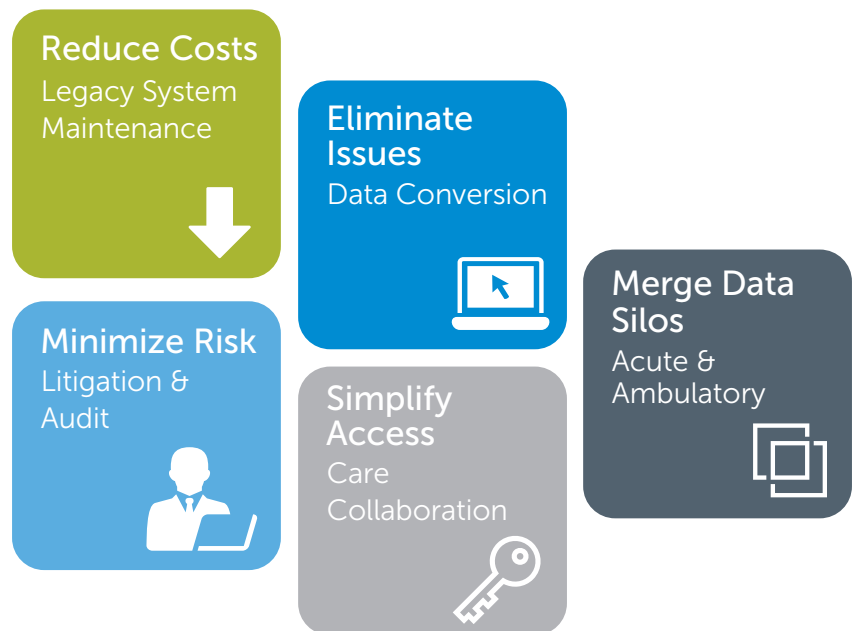 Reduce Costs
Legacy System
Maintenance
Eliminate
Issues
Data Conversion
Merge Data
Silos
Acute &
Ambulatory
Minimize Risk
Litigation &
Audit
Simplify
Access
Care
Collaboration